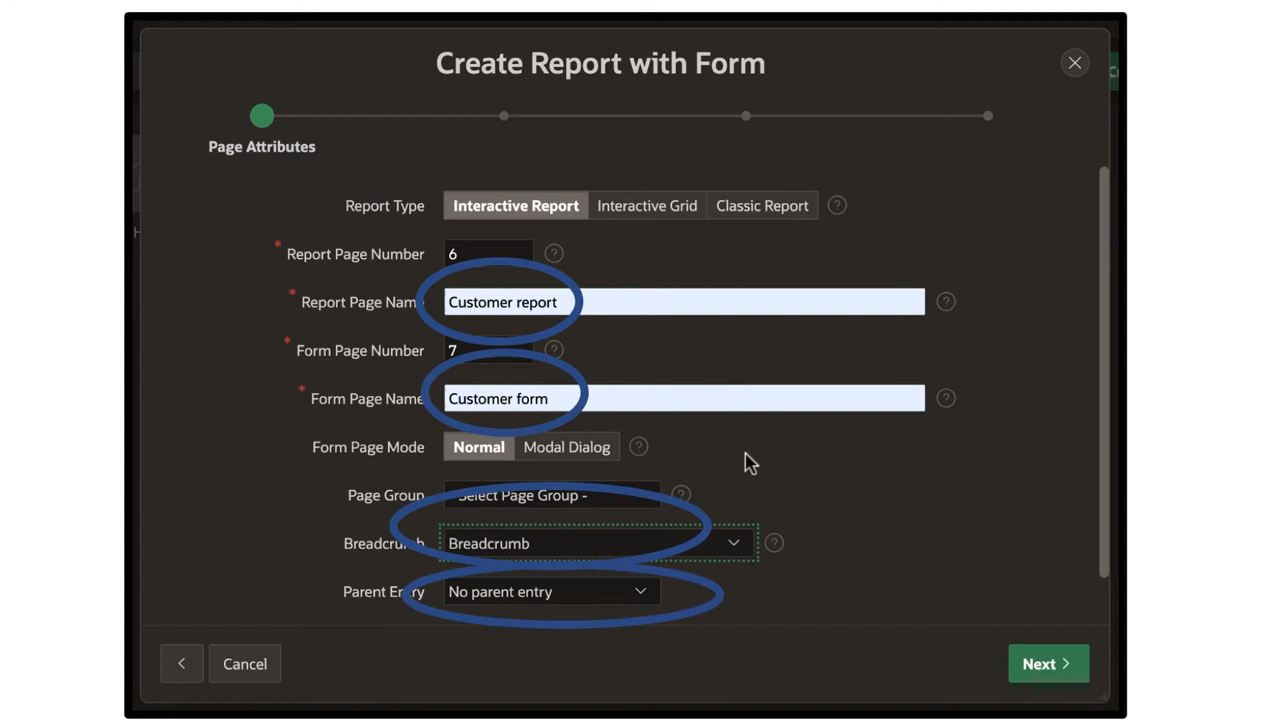 Create Report with Form
Page Attributes
Report Type Interactive Report Interactive Grid Classic Report ?
* Report Page Number 6 ?
* Report Page Name Customer report ?
* Form Page Number 7 ?
* Form Page Name Customer form ?
Form Page Mode Normal Modal Dialog ?
Page Group - Select Page Group - ?
Breadcrumb Breadcrumb ?
Parent Entry No parent entry
Cancel Next